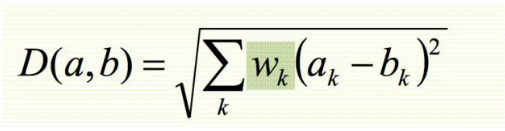 D(a,b) = √(∑_k w_k (a_k − b_k)²)